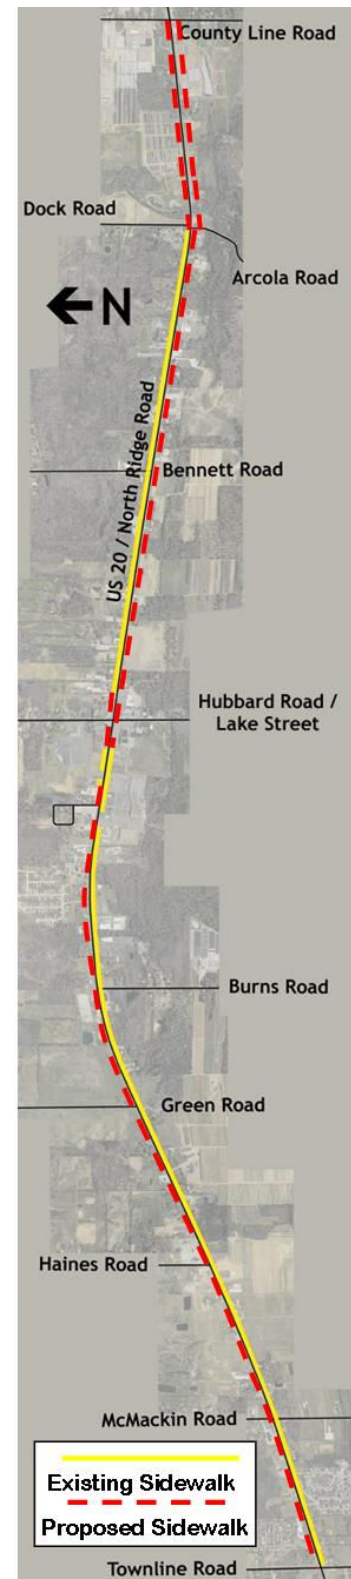 County Line Road
Dock Road
Arcola Road
N
US 20 / North Ridge Road
Bennett Road
Hubbard Road /
Lake Street
Burns Road
Green Road
Haines Road
McMackin Road
Existing Sidewalk
Proposed Sidewalk
Townline Road